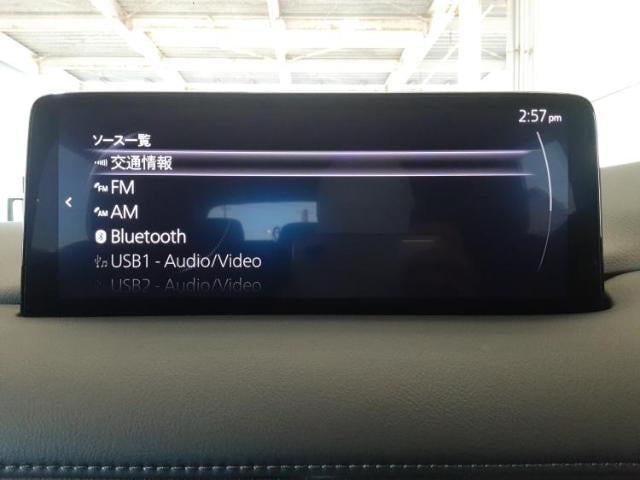 2:57 pm
ソース一覧
交通情報
FM
AM
Bluetooth
USB1 - Audio/Video
USB2 - Audio/Video